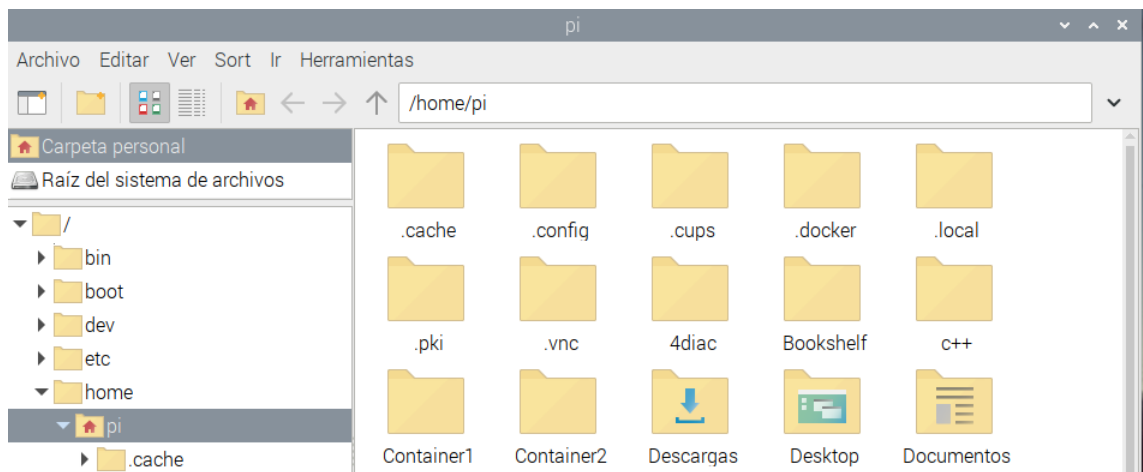 pi
Archivo Editar Ver Sort Ir Herramientas
/home/pi
Carpeta personal
Raíz del sistema de archivos
/
bin
boot
dev
etc
home
pi
.cache
.cache .config .cups .docker .local
.pki .vnc 4diac Bookshelf c++
Container1 Container2 Descargas Desktop Documentos